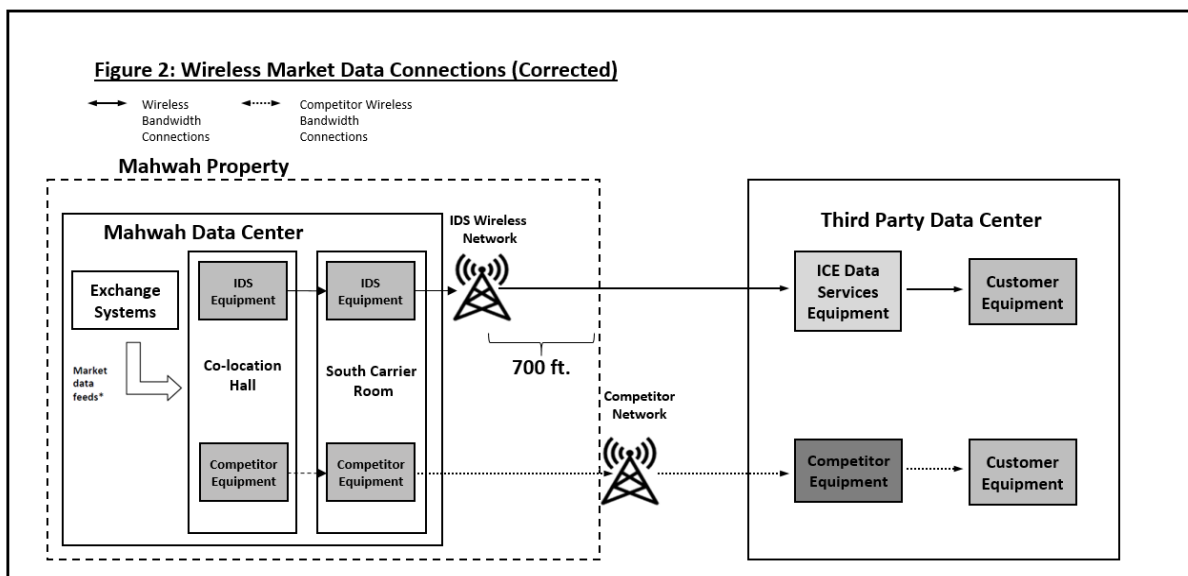 Figure 2: Wireless Market Data Connections (Corrected)
Wireless
Bandwidth
Connections
Competitor Wireless
Bandwidth
Connections
Mahwah Property
Mahwah Data Center
Exchange
Systems
Market
data
feeds*
IDS
Equipment
Co-location
Hall
Competitor
Equipment
IDS
Equipment
South Carrier
Room
Competitor
Equipment
IDS Wireless
Network
700 ft.
Competitor
Network
Third Party Data Center
ICE Data
Services
Equipment
Customer
Equipment
Competitor
Equipment
Customer
Equipment